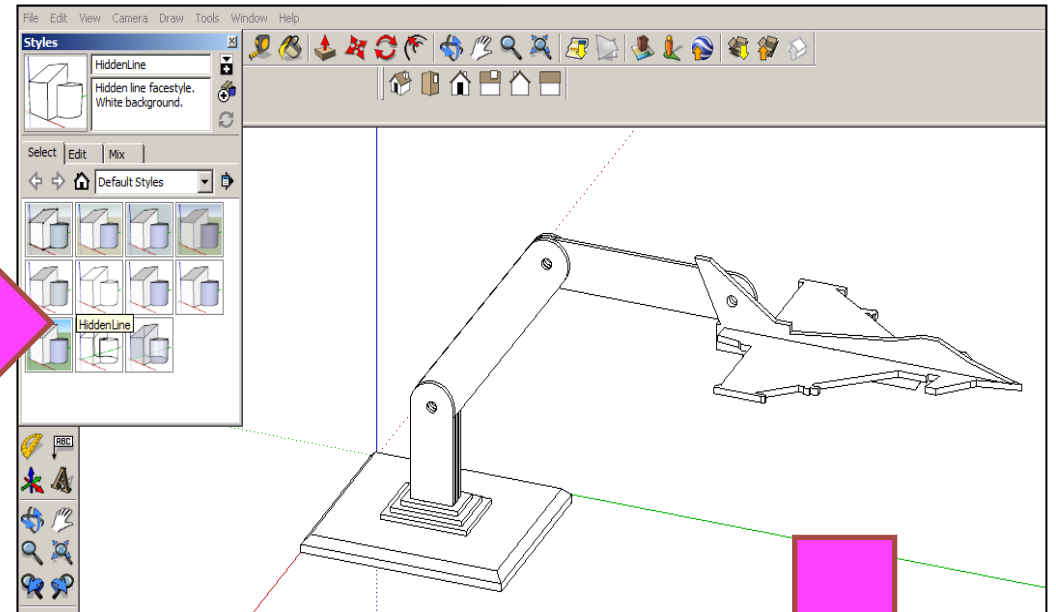 File Edit View Camera Draw Tools Window Help
Styles
HiddenLine
Hidden line facestyle.
White background.
Select Edit Mix
Default Styles
HiddenLine
ABC